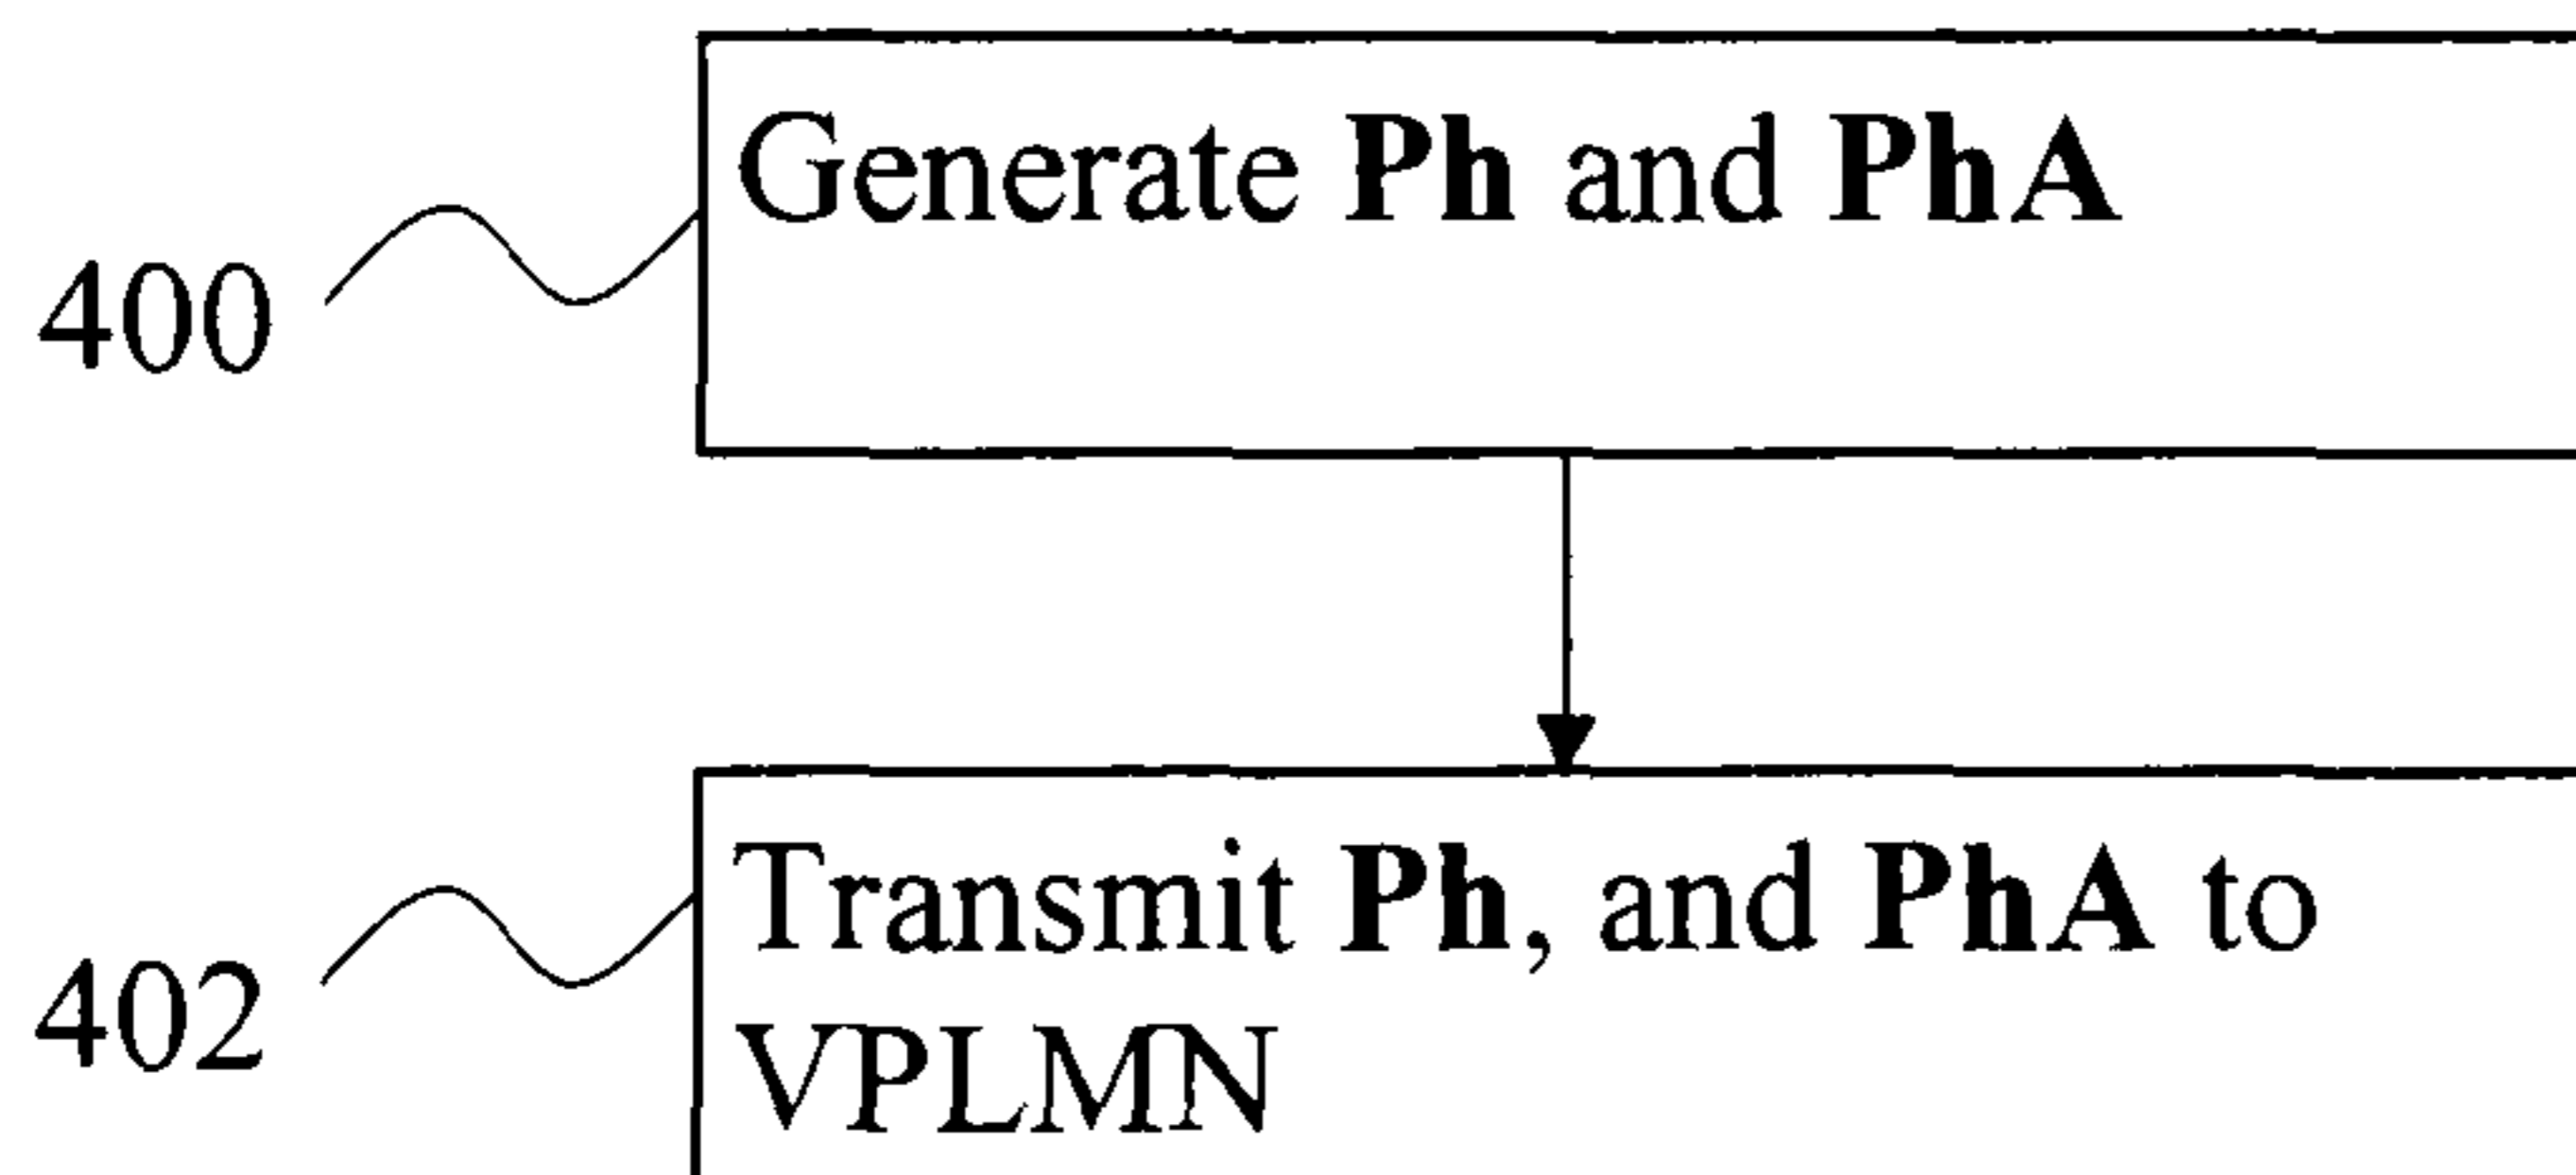 Generate Ph and PhA
400
Transmit Ph, and PhA to
VPLMN
402